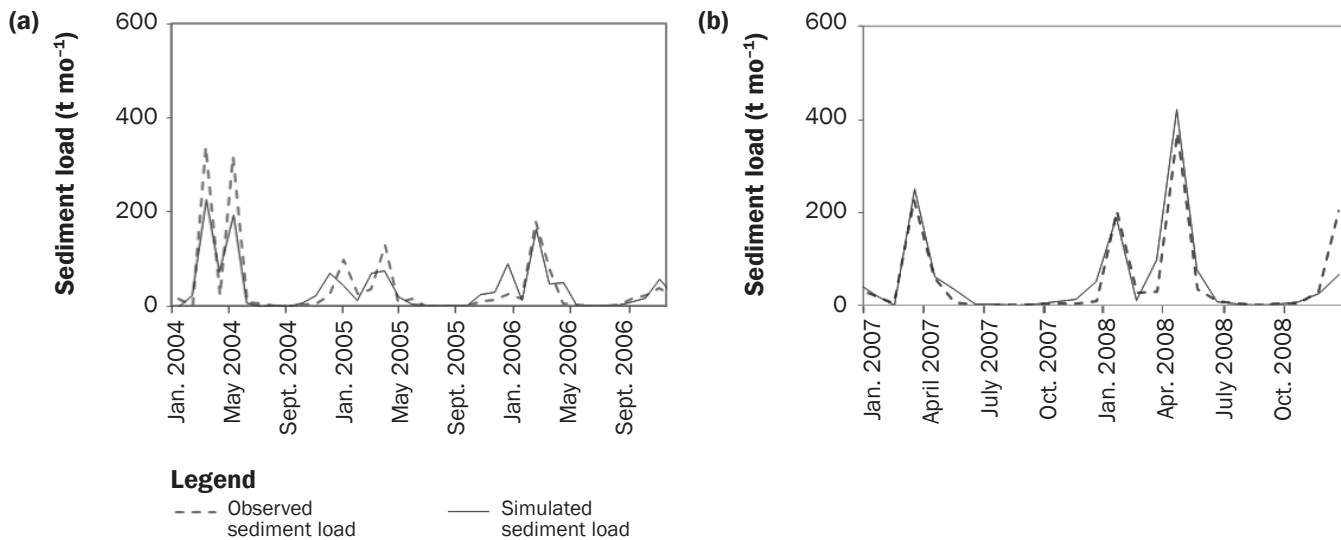 (a)
Sediment load (t mo⁻¹)
600
400
200
0
Jan. 2004
May 2004
Sept. 2004
Jan. 2005
May 2005
Sept. 2005
Jan. 2006
May 2006
Sept. 2006
(b)
Sediment load (t mo⁻¹)
600
400
200
0
Jan. 2007
April 2007
July 2007
Oct. 2007
Jan. 2008
Apr. 2008
July 2008
Oct. 2008
Legend
Observed
sediment load
Simulated
sediment load